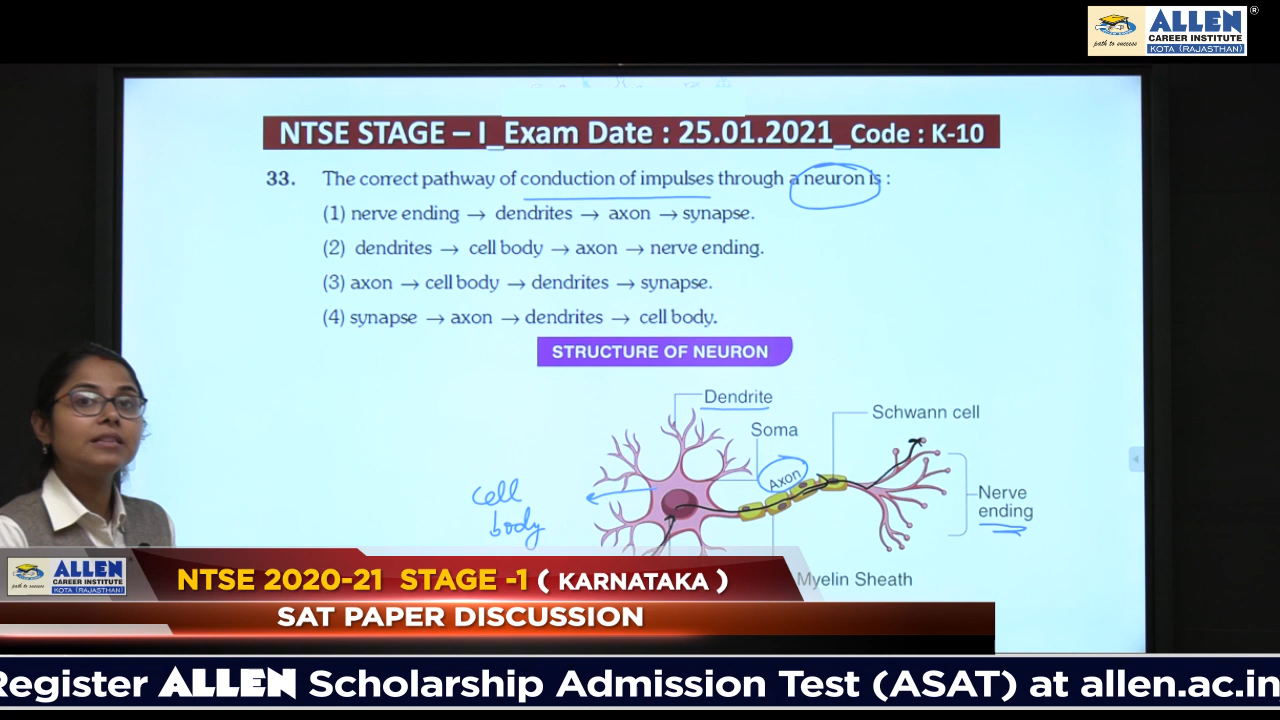 ALLEN ®
CAREER INSTITUTE
path to success
KOTA (RAJASTHAN)
NTSE STAGE – I_Exam Date : 25.01.2021_Code : K-10
33. The correct pathway of conduction of impulses through a neuron is :
(1) nerve ending → dendrites → axon → synapse.
(2) dendrites → cell body → axon → nerve ending.
(3) axon → cell body → dendrites → synapse.
(4) synapse → axon → dendrites → cell body.
STRUCTURE OF NEURON
Dendrite
Schwann cell
Soma
Axon
cell
body
Nerve
ending
Myelin Sheath
ALLEN
CAREER INSTITUTE
path to success
KOTA (RAJASTHAN)
NTSE 2020-21 STAGE -1 ( KARNATAKA )
SAT PAPER DISCUSSION
Register ALLEN Scholarship Admission Test (ASAT) at allen.ac.in